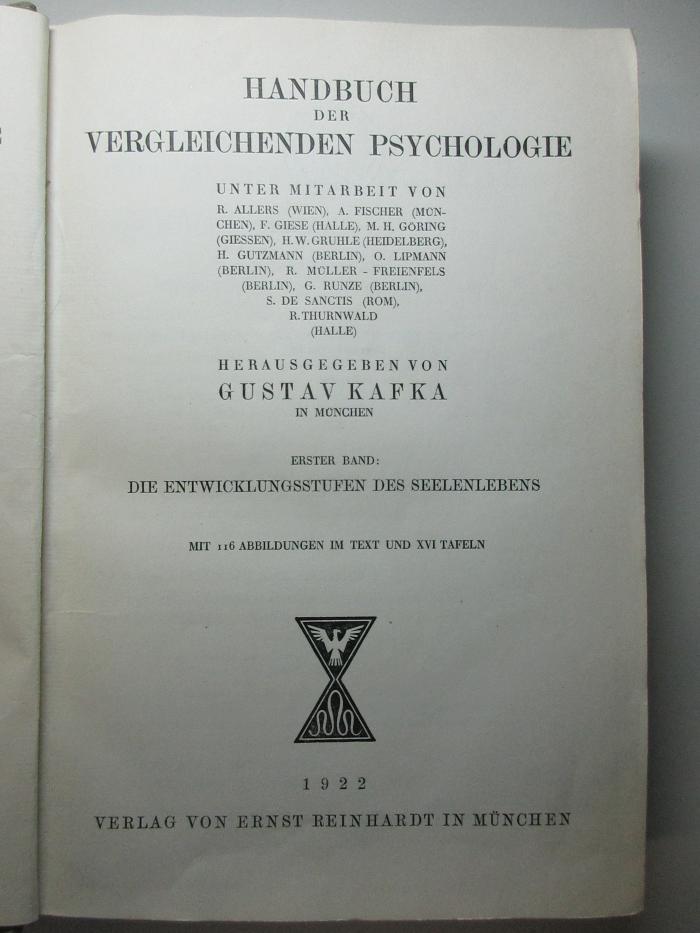 HANDBUCH
DER
VERGLEICHENDEN PSYCHOLOGIE
UNTER MITARBEIT VON
R. ALLERS (WIEN), A. FISCHER (MÜN-
CHEN), F. GIESE (HALLE), M. H. GÖRING
(GIESSEN), H. W. GRUHLE (HEIDELBERG),
H. GUTZMANN (BERLIN), O. LIPMANN
(BERLIN), R. MÜLLER - FREIENFELS
(BERLIN), G. RUNZE (BERLIN),
S. DE SANCTIS (ROM),
R. THURNWALD
(HALLE)
HERAUSGEGEBEN VON
GUSTAV KAFKA
IN MÜNCHEN
ERSTER BAND:
DIE ENTWICKLUNGSSTUFEN DES SEELENLEBENS
MIT 116 ABBILDUNGEN IM TEXT UND XVI TAFELN
1922
VERLAG VON ERNST REINHARDT IN MÜNCHEN